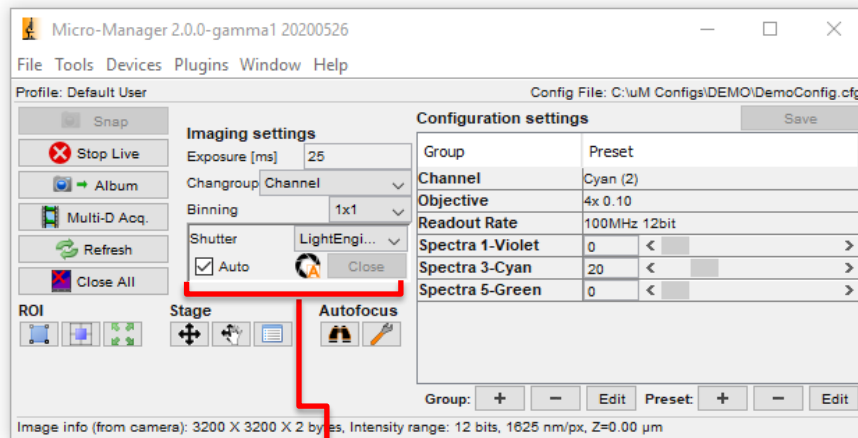 Micro-Manager 2.0.0-gamma1 20200526
File Tools Devices Plugins Window Help
Profile: Default User
Config File: C:\uM Configs\DEMO\DemoConfig.cfg
Snap
Stop Live
Album
Multi-D Acq.
Refresh
Close All
Imaging settings
Exposure [ms] 25
Changroup Channel
Binning 1x1
Shutter LightEngi...
Auto Close
ROI Stage Autofocus
Configuration settings Save
Group Preset
Channel Cyan (2)
Objective 4x 0.10
Readout Rate 100MHz 12bit
Spectra 1-Violet 0
Spectra 3-Cyan 20
Spectra 5-Green 0
Group: + − Edit Preset: + − Edit
Image info (from camera): 3200 X 3200 X 2 bytes, Intensity range: 12 bits, 1625 nm/px, Z=0.00 µm